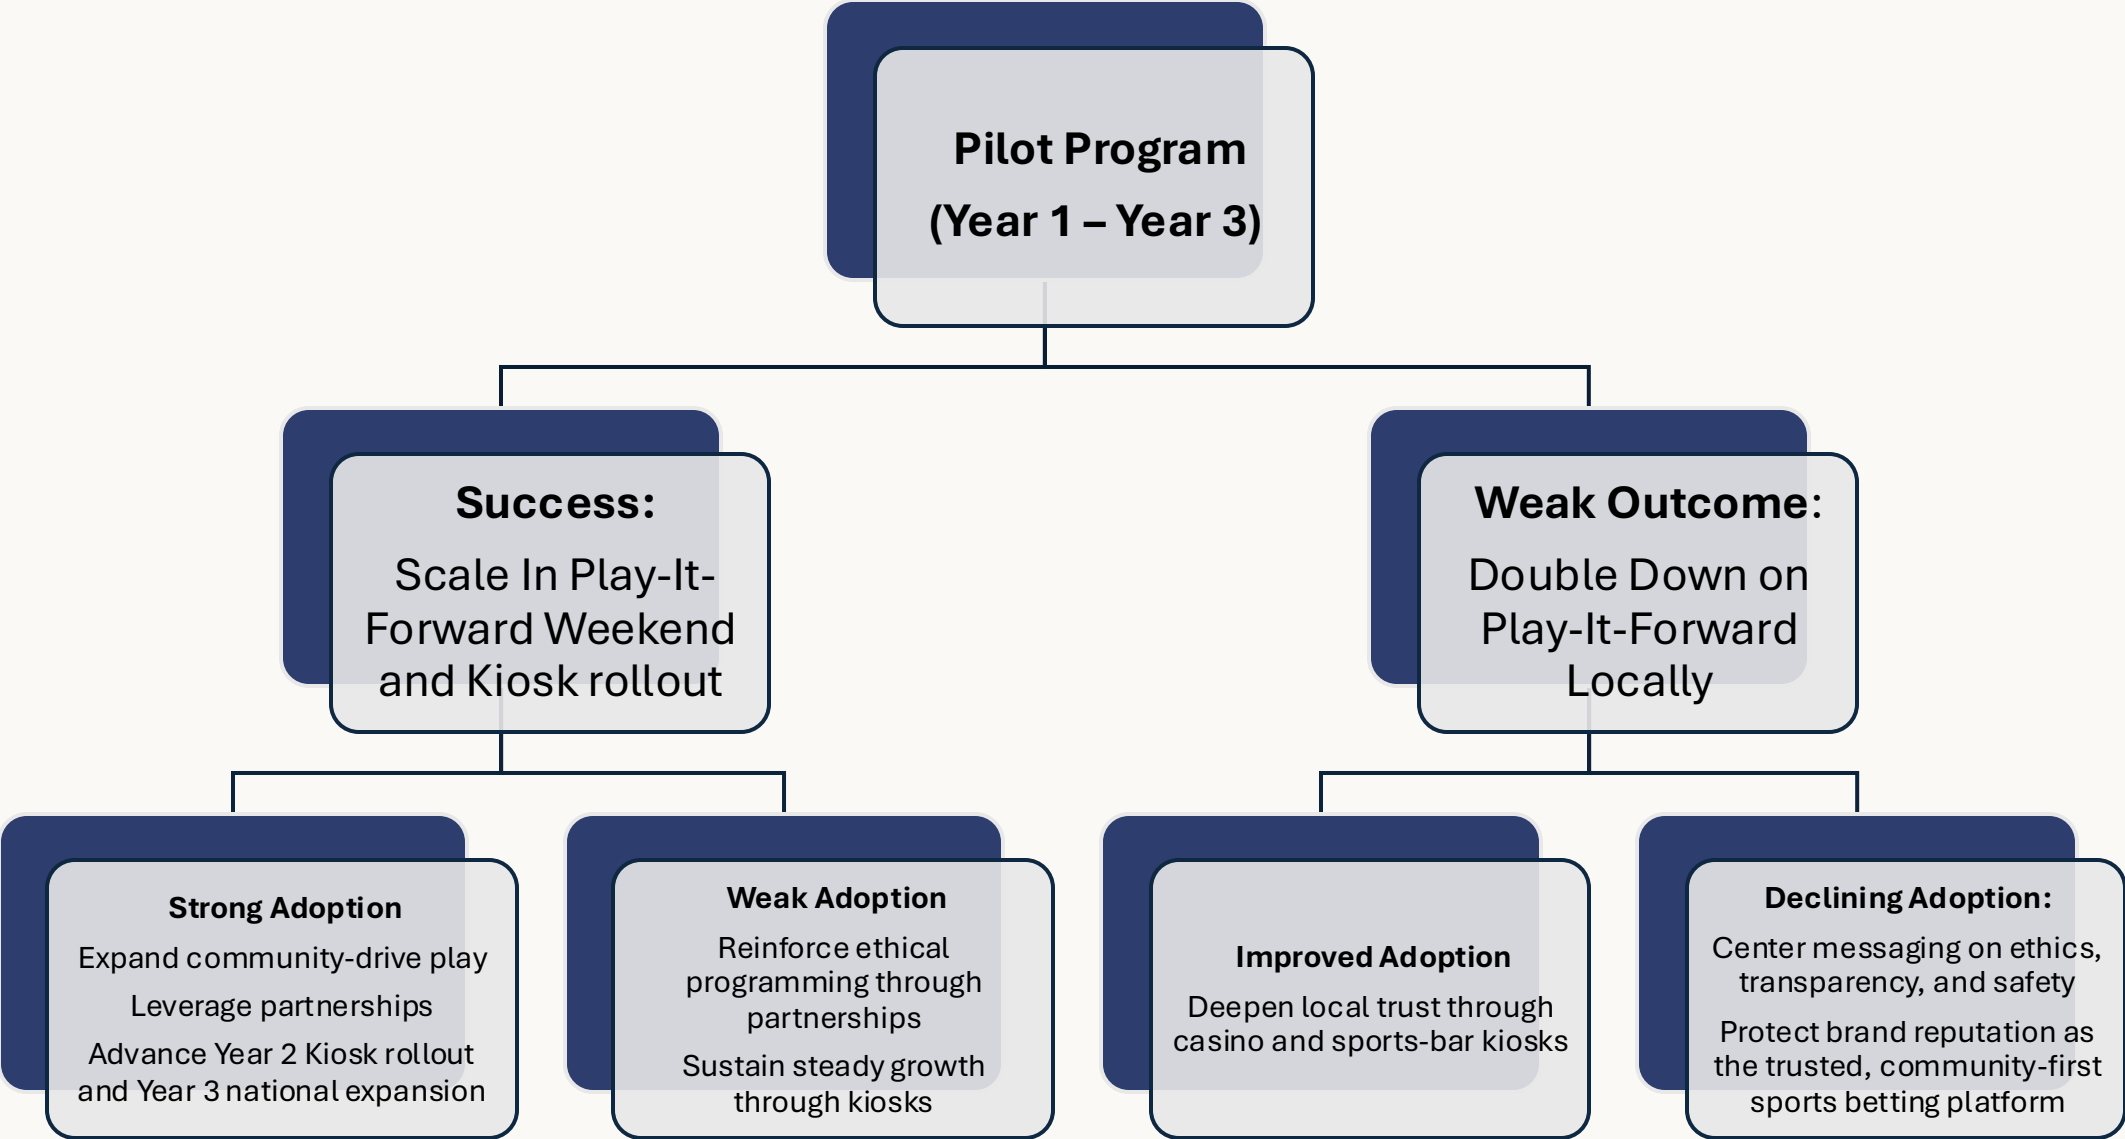 Pilot Program
(Year 1 – Year 3)
Success:
Scale In Play-It-
Forward Weekend
and Kiosk rollout
Weak Outcome:
Double Down on
Play-It-Forward
Locally
Strong Adoption
Expand community-drive play
Leverage partnerships
Advance Year 2 Kiosk rollout
and Year 3 national expansion
Weak Adoption
Reinforce ethical
programming through
partnerships
Sustain steady growth
through kiosks
Improved Adoption
Deepen local trust through
casino and sports-bar kiosks
Declining Adoption:
Center messaging on ethics,
transparency, and safety
Protect brand reputation as
the trusted, community-first
sports betting platform